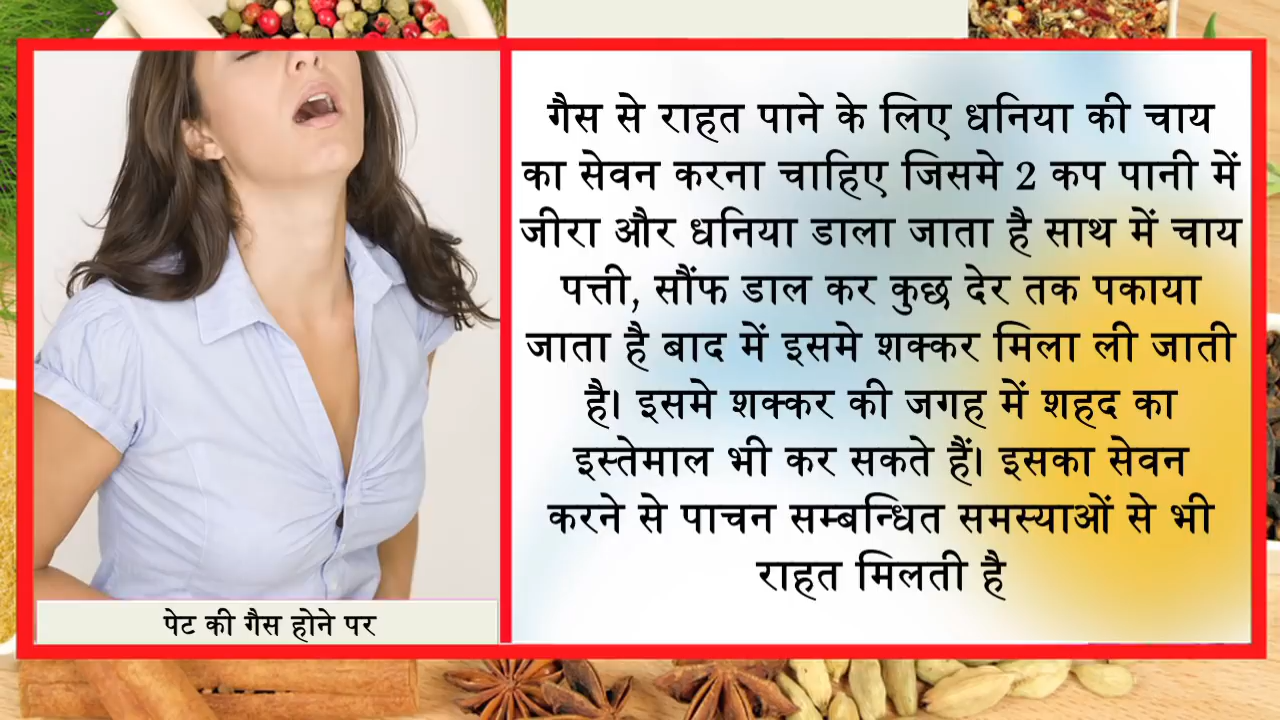 गैस से राहत पाने के लिए धनिया की चाय
का सेवन करना चाहिए जिसमे 2 कप पानी में
जीरा और धनिया डाला जाता है साथ में चाय
पत्ती, सौंफ डाल कर कुछ देर तक पकाया
जाता है बाद में इसमे शक्कर मिला ली जाती
है। इसमे शक्कर की जगह में शहद का
इस्तेमाल भी कर सकते हैं। इसका सेवन
करने से पाचन सम्बन्धित समस्याओं से भी
राहत मिलती है
पेट की गैस होने पर